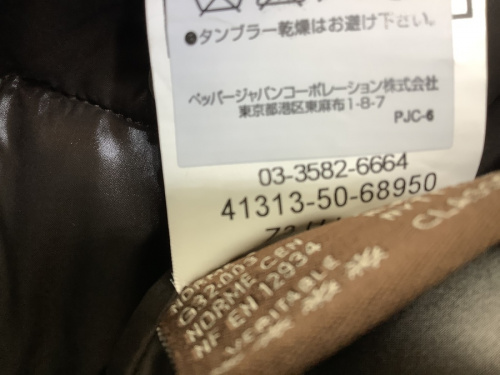 ●タンブラー乾燥はお避け下さい。
ペッパージャパンコーポレーション株式会社
東京都港区東麻布1-8-7
PJC-6
03-3582-6664
41313-50-68950
NORME CEN
NF EN 12934
VERITABLE